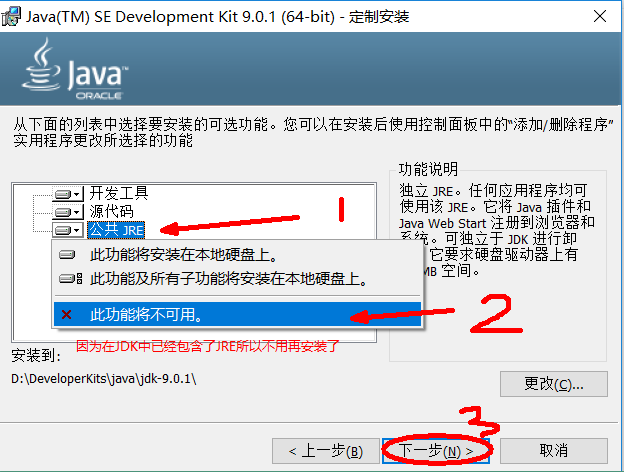 Java(TM) SE Development Kit 9.0.1 (64-bit) - 定制安装
Java™
ORACLE
从下面的列表中选择要安装的可选功能。您可以在安装后使用控制面板中的“添加/删除程序”
实用程序更改所选择的功能
开发工具
源代码
公共 JRE
1
此功能将安装在本地硬盘上。
此功能及所有子功能将安装在本地硬盘上。
此功能将不可用。
2
因为在JDK中已经包含了JRE所以不用再安装了
功能说明
独立 JRE。任何应用程序均可
使用该 JRE。它将 Java 插件和
Java Web Start 注册到浏览器和
系统。可独立于 JDK 进行卸
它要求硬盘驱动器上有
MB 空间。
安装到：
D:\DeveloperKits\java\jdk-9.0.1\
更改(C)...
3
< 上一步(B)
下一步(N) >
取消